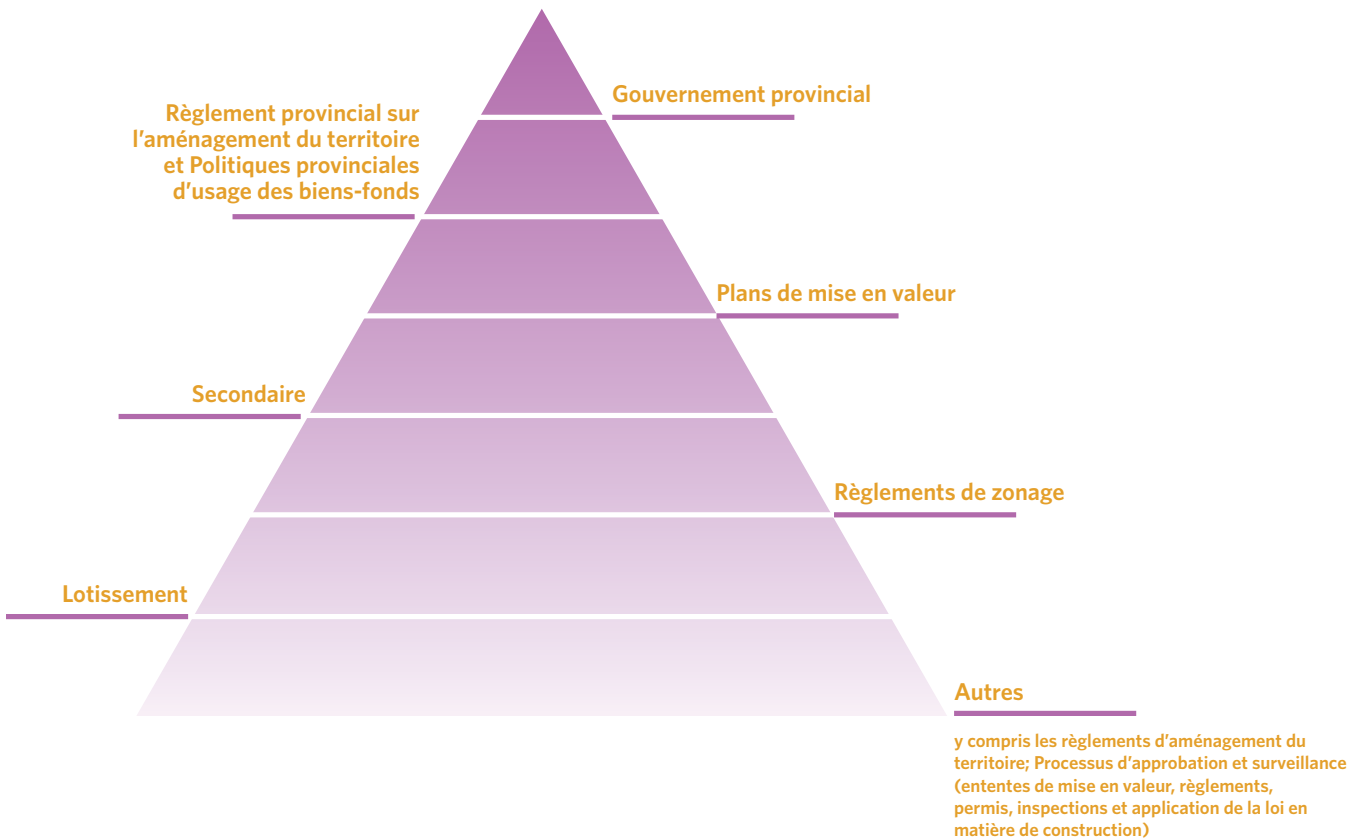 Gouvernement provincial
Règlement provincial sur
l'aménagement du territoire
et Politiques provinciales
d'usage des biens-fonds
Plans de mise en valeur
Secondaire
Règlements de zonage
Lotissement
Autres
y compris les règlements d'aménagement du
territoire; Processus d'approbation et surveillance
(ententes de mise en valeur, règlements,
permis, inspections et application de la loi en
matière de construction)